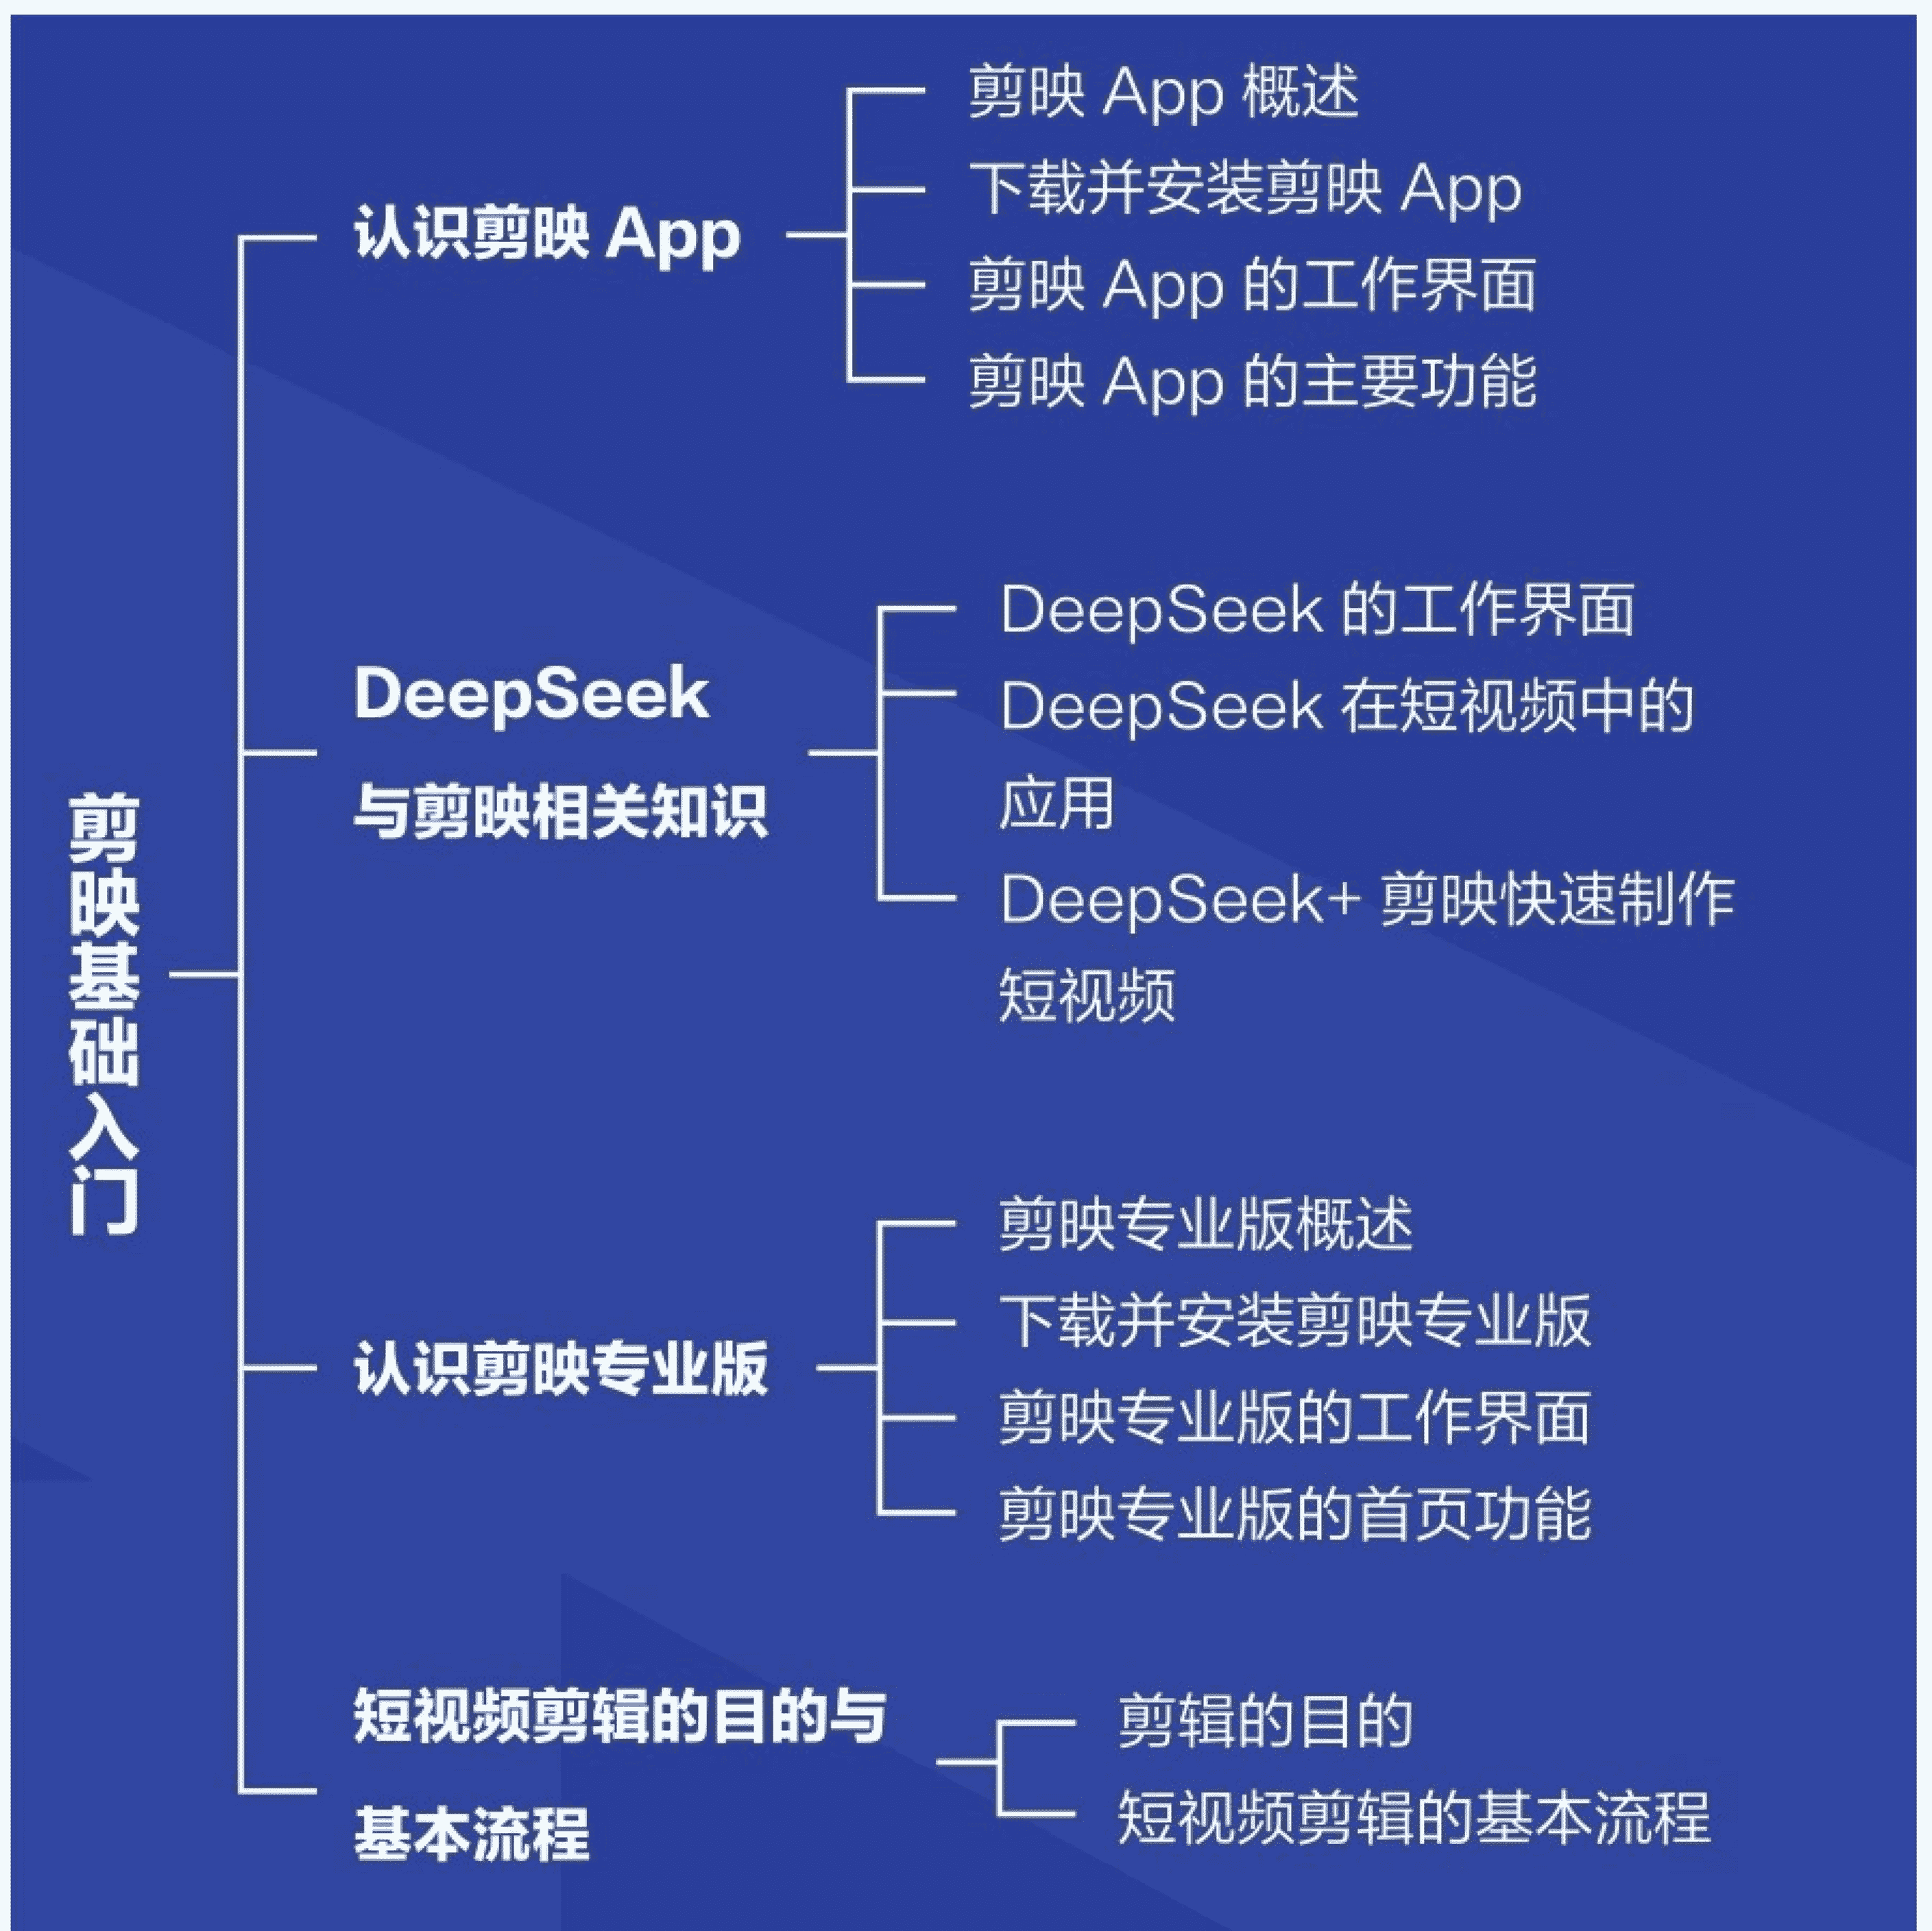 剪映基础入门
认识剪映 App
剪映 App 概述
下载并安装剪映 App
剪映 App 的工作界面
剪映 App 的主要功能
DeepSeek
与剪映相关知识
DeepSeek 的工作界面
DeepSeek 在短视频中的
应用
DeepSeek+ 剪映快速制作
短视频
认识剪映专业版
剪映专业版概述
下载并安装剪映专业版
剪映专业版的工作界面
剪映专业版的首页功能
短视频剪辑的目的与
基本流程
剪辑的目的
短视频剪辑的基本流程